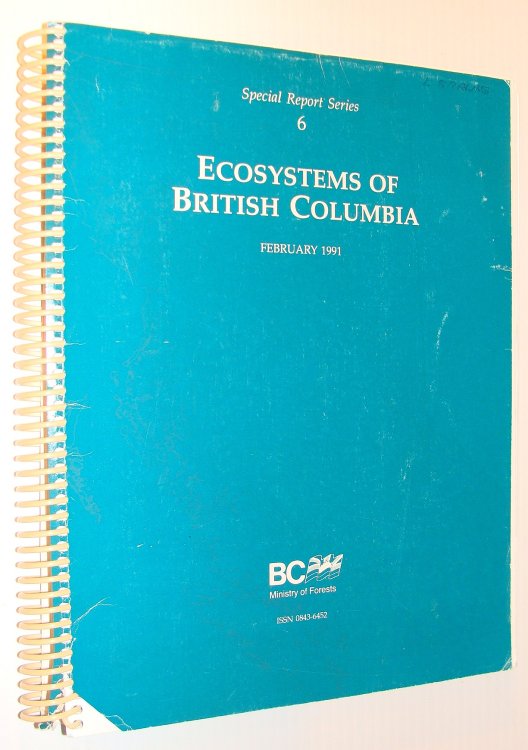 Special Report Series
6
ECOSYSTEMS OF
BRITISH COLUMBIA
FEBRUARY 1991
BC
Ministry of Forests
ISSN 0843-6452